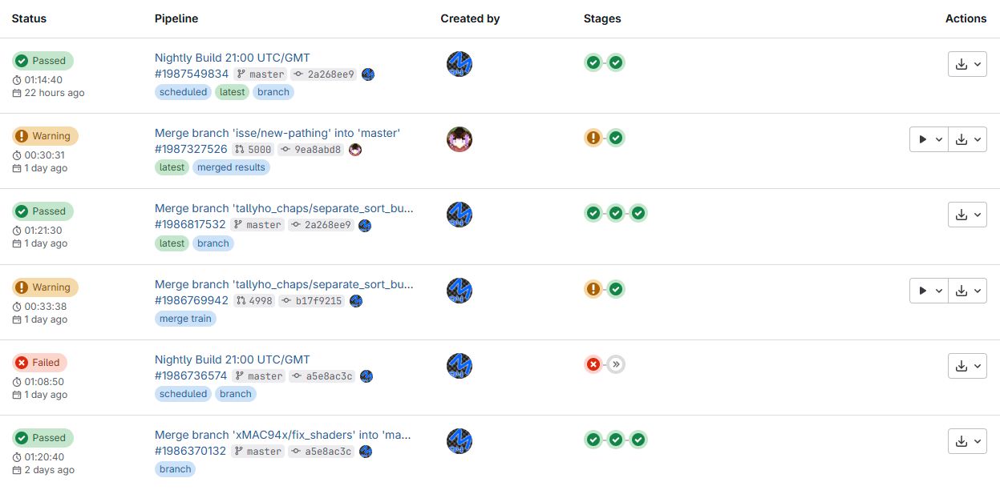 Status Pipeline Created by Stages Actions
Passed
01:14:40
22 hours ago
Nightly Build 21:00 UTC/GMT
#1987549834 master 2a268ee9
scheduled latest branch
Warning
00:30:31
1 day ago
Merge branch 'isse/new-pathing' into 'master'
#1987327526 5000 9ea8abd8
latest merged results
Passed
01:21:30
1 day ago
Merge branch 'tallyho_chaps/separate_sort_bu...
#1986817532 master 2a268ee9
latest branch
Warning
00:33:38
1 day ago
Merge branch 'tallyho_chaps/separate_sort_bu...
#1986769942 4998 b17f9215
merge train
Failed
01:08:50
1 day ago
Nightly Build 21:00 UTC/GMT
#1986736574 master a5e8ac3c
scheduled branch
Passed
01:20:40
2 days ago
Merge branch 'xMAC94x/fix_shaders' into 'ma...
#1986370132 master a5e8ac3c
branch